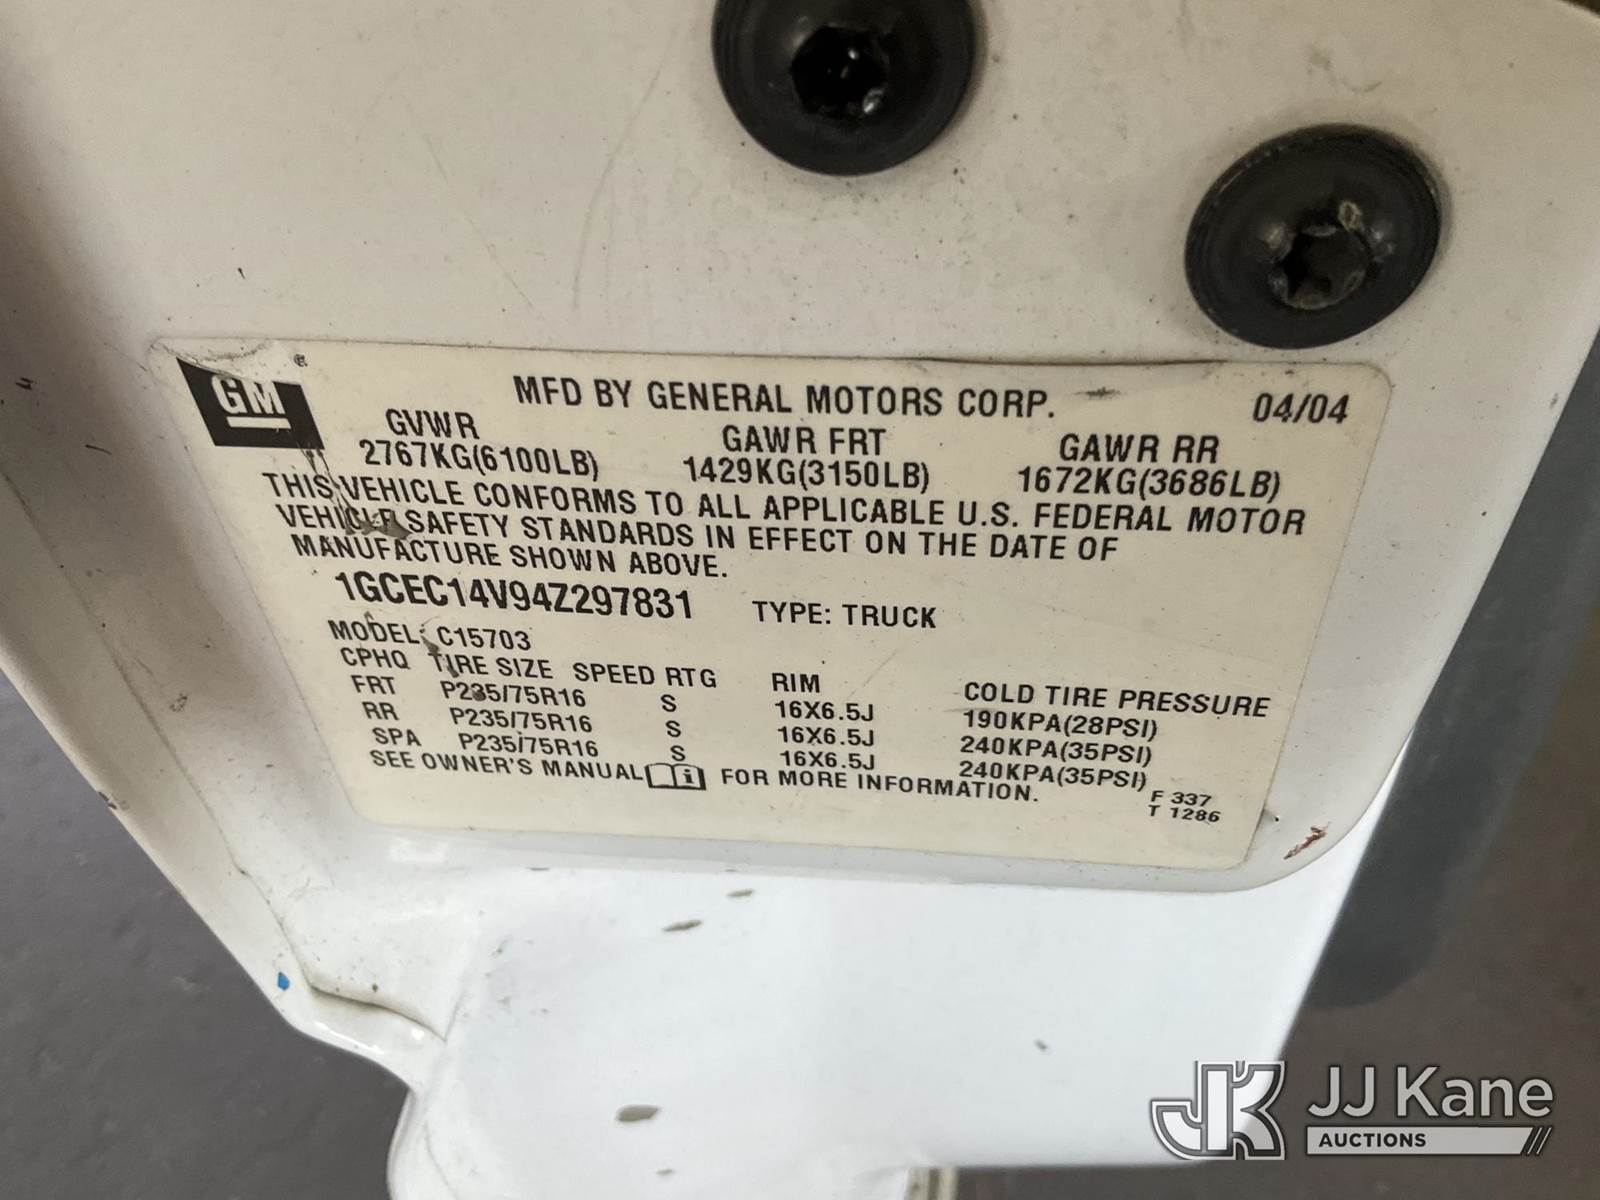 GM
MFD BY GENERAL MOTORS CORP. 04/04
GVWR GAWR FRT GAWR RR
2767KG(6100LB) 1429KG(3150LB) 1672KG(3686LB)
THIS VEHICLE CONFORMS TO ALL APPLICABLE U.S. FEDERAL MOTOR
VEHICLE SAFETY STANDARDS IN EFFECT ON THE DATE OF
MANUFACTURE SHOWN ABOVE.
1GCEC14V94Z297831 TYPE: TRUCK
MODEL: C15703
CPHQ TIRE SIZE SPEED RTG RIM COLD TIRE PRESSURE
FRT P235/75R16 S 16X6.5J 190KPA(28PSI)
RR P235/75R16 S 16X6.5J 240KPA(35PSI)
SPA P235/75R16 S 16X6.5J 240KPA(35PSI)
SEE OWNER'S MANUAL i FOR MORE INFORMATION.
F 337
T 1286
JK JJ Kane
AUCTIONS